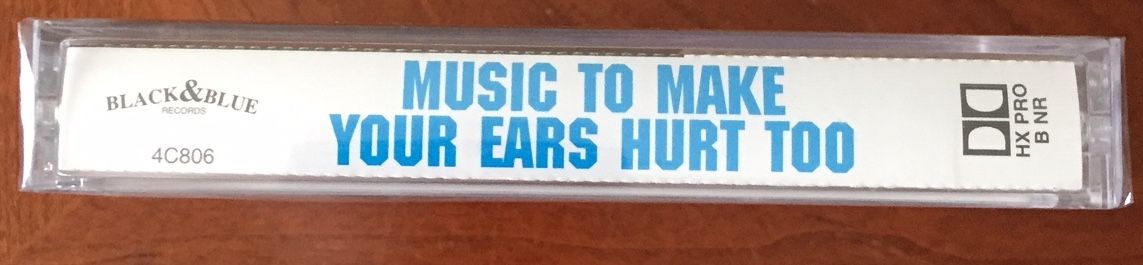 BLACK&BLUE
RECORDS
4C806
MUSIC TO MAKE
YOUR EARS HURT TOO
HX PRO
B NR